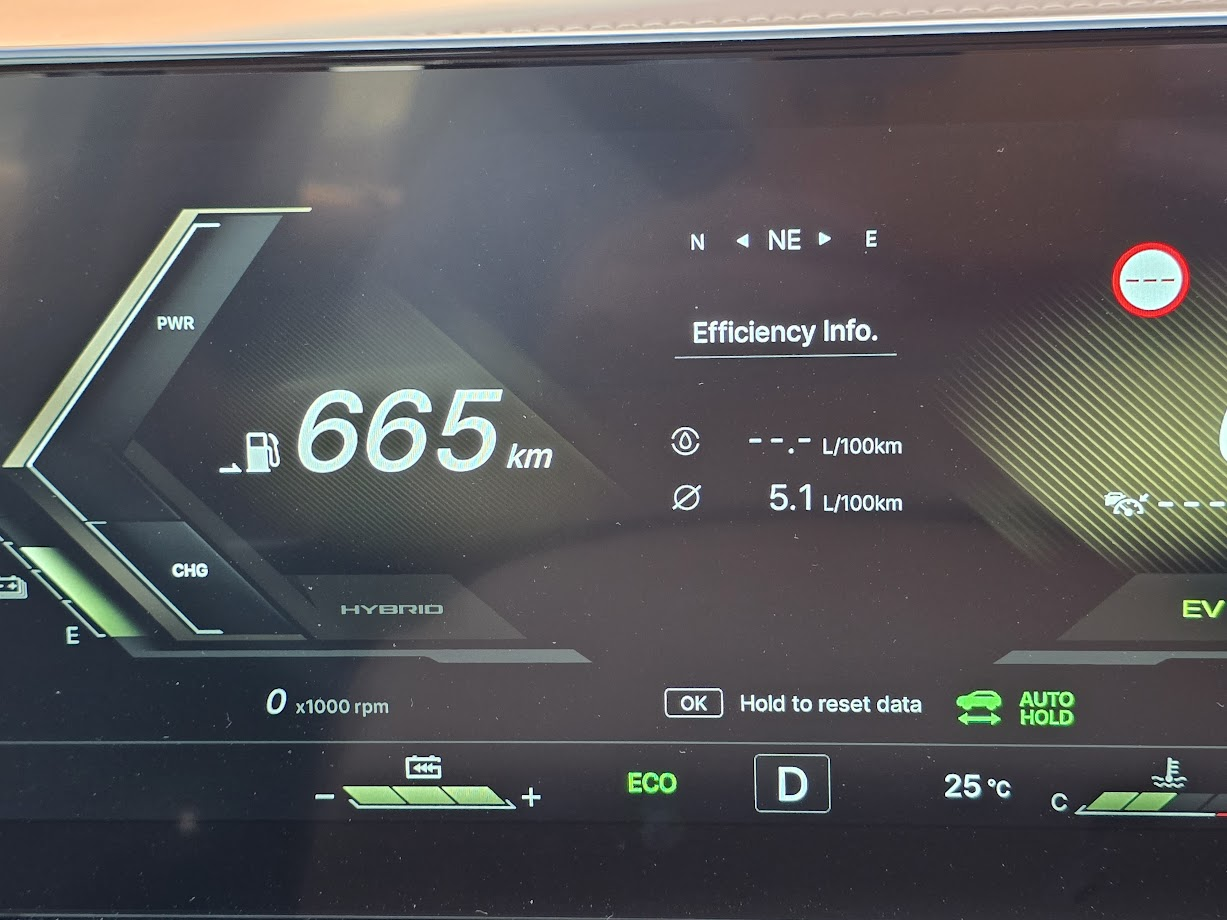 N ◄ NE ► E
Efficiency Info.
PWR
665 km
--.- L/100km
5.1 L/100km
CHG
E
HYBRID
EV
0 x1000 rpm
OK Hold to reset data
AUTO
HOLD
- +
ECO
D
25 °C
C